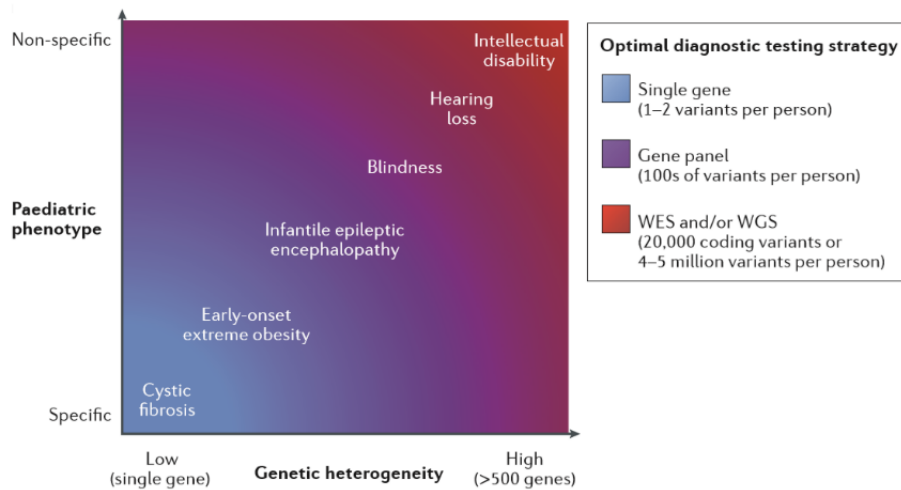 Non-specific
Paediatric
phenotype
Specific
Intellectual
disability
Hearing
loss
Blindness
Infantile epileptic
encephalopathy
Early-onset
extreme obesity
Cystic
fibrosis
Low
(single gene)
Genetic heterogeneity
High
(>500 genes)
Optimal diagnostic testing strategy
Single gene
(1–2 variants per person)
Gene panel
(100s of variants per person)
WES and/or WGS
(20,000 coding variants or
4–5 million variants per person)